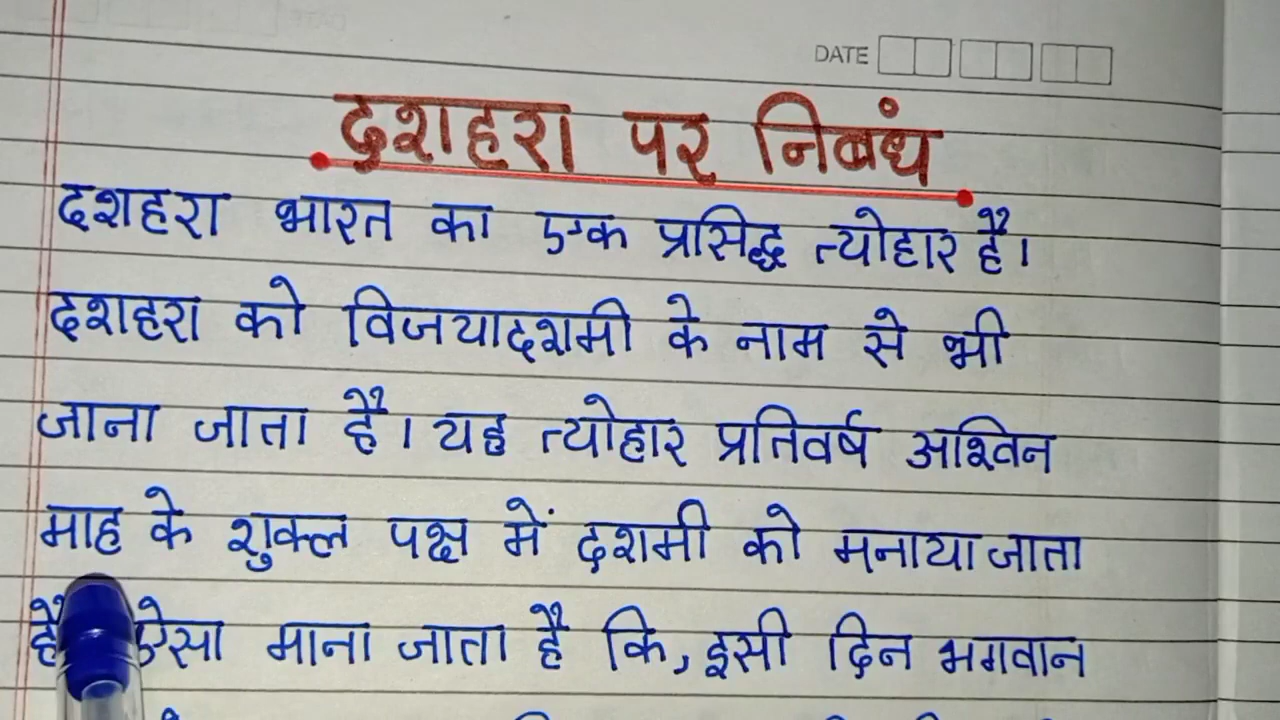 DATE
दशहरा पर निबंध
दशहरा भारत का एक प्रसिद्ध त्योहार है।
दशहरा को विजयादशमी के नाम से भी
जाना जाता है। यह त्योहार प्रतिवर्ष अश्विन
माह के शुक्ल पक्ष में दशमी को मनाया जाता
है ऐसा माना जाता है कि, इसी दिन भगवान